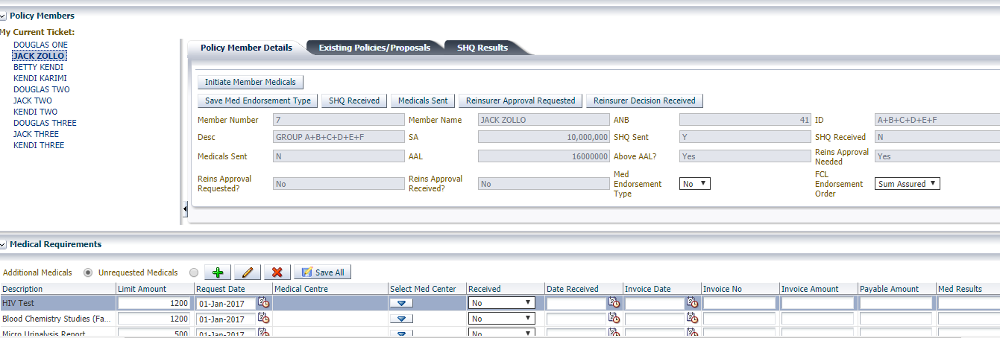 Policy Members
My Current Ticket:
DOUGLAS ONE
JACK ZOLLO
BETTY KENDI
KENDI KARIMI
DOUGLAS TWO
JACK TWO
KENDI TWO
DOUGLAS THREE
JACK THREE
KENDI THREE
Policy Member Details Existing Policies/Proposals SHQ Results
Initiate Member Medicals
Save Med Endorsement Type SHQ Received Medicals Sent Reinsurer Approval Requested Reinsurer Decision Received
Member Number 7 Member Name JACK ZOLLO ANB 41 ID A+B+C+D+E+F
Desc GROUP A+B+C+D+E+F SA 10,000,000 SHQ Sent Y SHQ Received N
Medicals Sent N AAL 16000000 Above AAL? Yes Reins Approval Needed Yes
Reins Approval Requested? No Reins Approval Received? No Med Endorsement Type No FCL Endorsement Order Sum Assured
Medical Requirements
Additional Medicals Unrequested Medicals Save All
Description Limit Amount Request Date Medical Centre Select Med Center Received Date Received Invoice Date Invoice No Invoice Amount Payable Amount Med Results
HIV Test 1200 01-Jan-2017 No
Blood Chemistry Studies (Fa... 1200 01-Jan-2017 No
Micro Urinalysis Report 500 01-Jan-2017 No